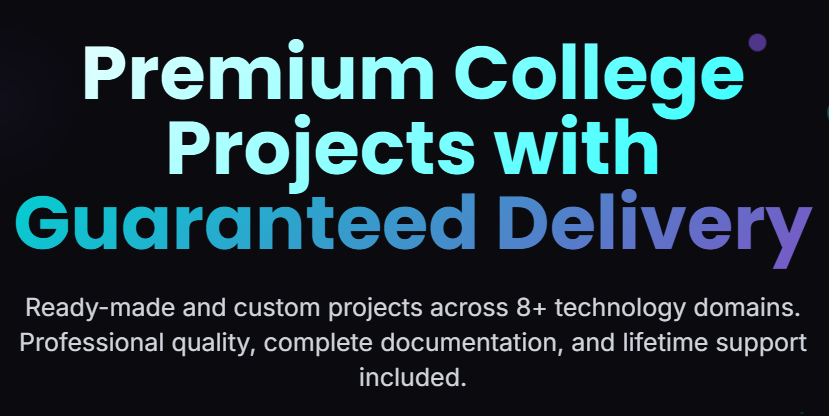 Premium College
Projects with
Guaranteed Delivery
Ready-made and custom projects across 8+ technology domains.
Professional quality, complete documentation, and lifetime support
included.